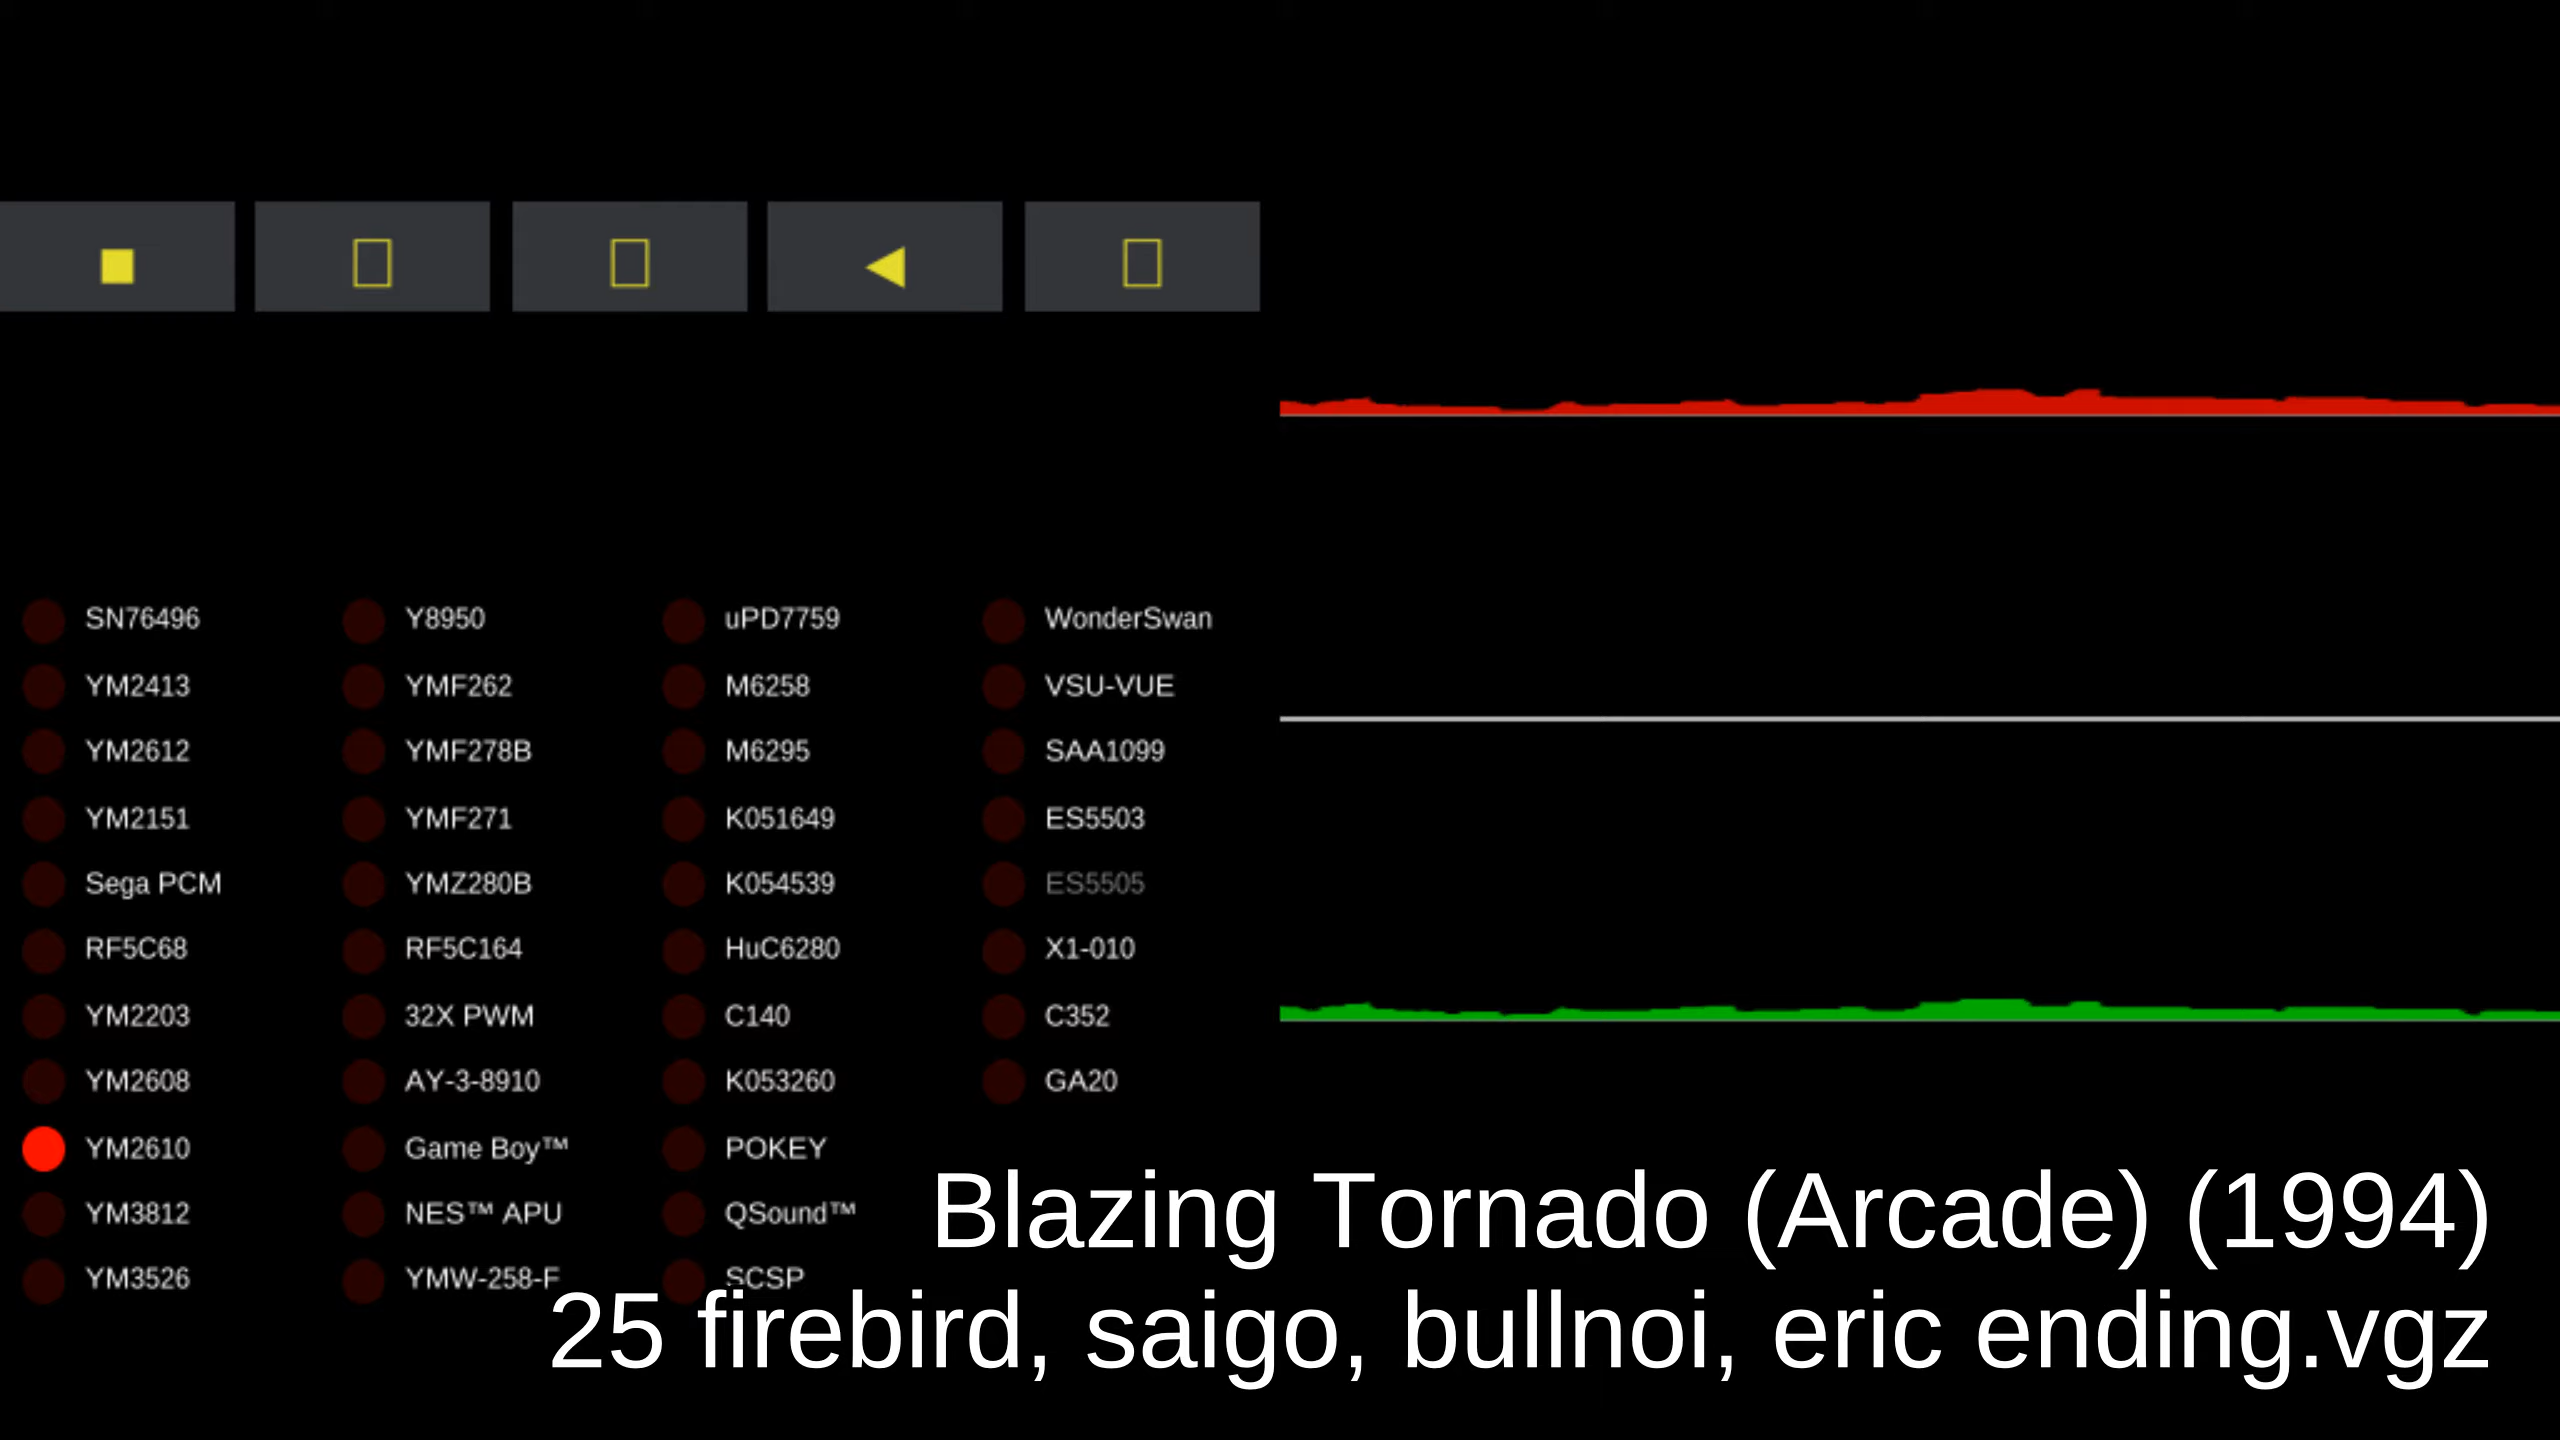 SN76496
YM2413
YM2612
YM2151
Sega PCM
RF5C68
YM2203
YM2608
YM2610
YM3812
YM3526
Y8950
YMF262
YMF278B
YMF271
YMZ280B
RF5C164
32X PWM
AY-3-8910
Game Boy™
NES™ APU
YMW-258-F
uPD7759
M6258
M6295
K051649
K054539
HuC6280
C140
K053260
POKEY
QSound™
SCSP
WonderSwan
VSU-VUE
SAA1099
ES5503
ES5505
X1-010
C352
GA20
Blazing Tornado (Arcade) (1994)
25 firebird, saigo, bullnoi, eric ending.vgz